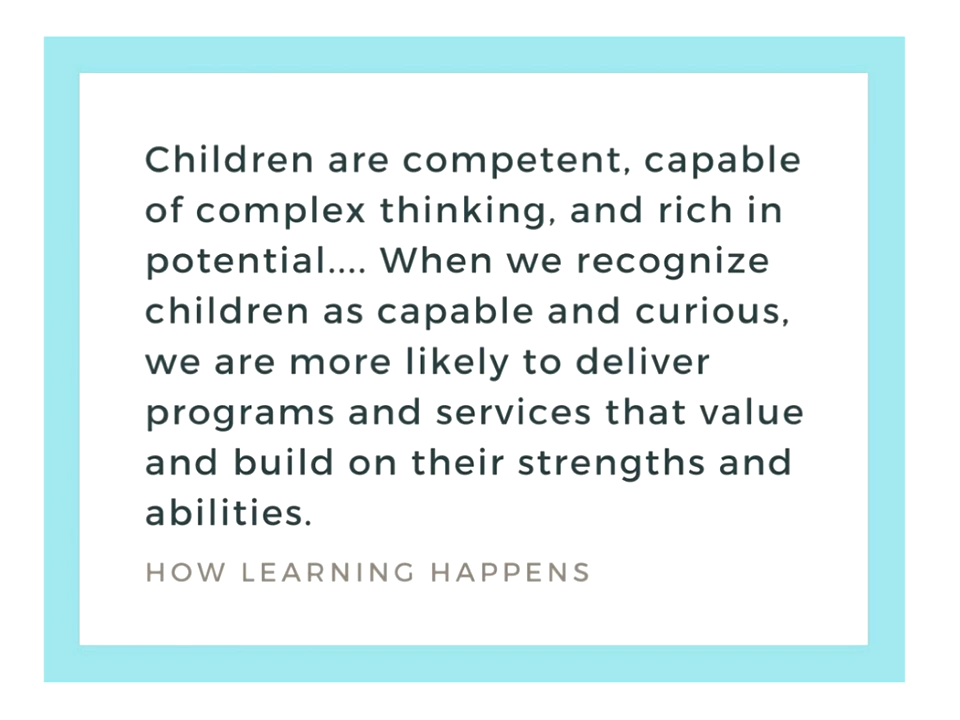 Children are competent, capable
of complex thinking, and rich in
potential.... When we recognize
children as capable and curious,
we are more likely to deliver
programs and services that value
and build on their strengths and
abilities.
HOW LEARNING HAPPENS